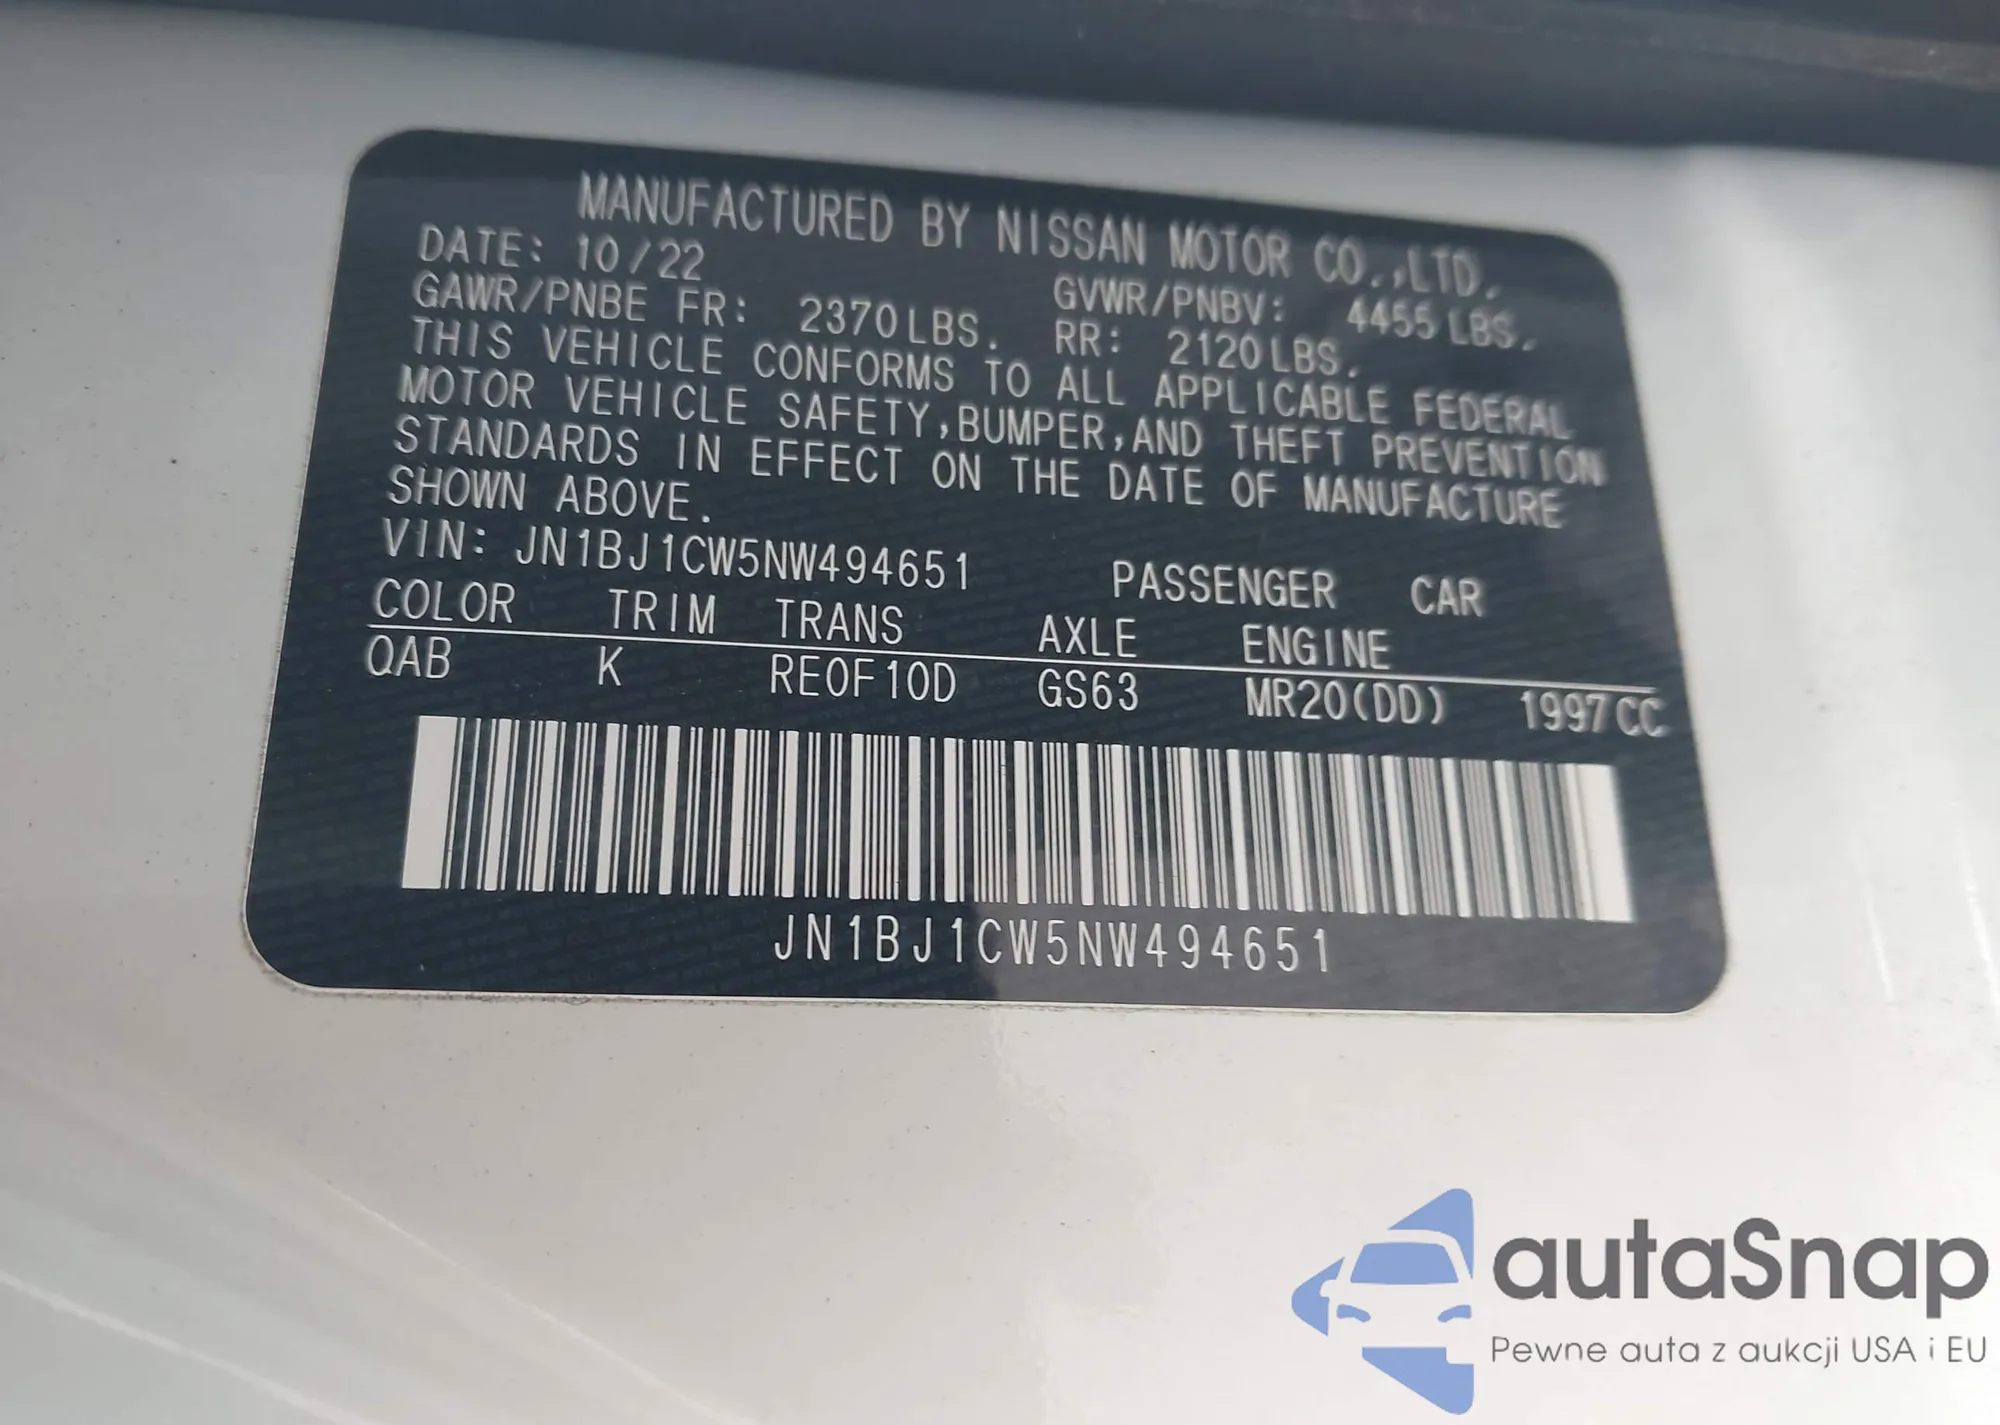 MANUFACTURED BY NISSAN MOTOR CO.,LTD.
DATE: 10/22 GVWR/PNBV: 4455 LBS.
GAWR/PNBE FR: 2370LBS. RR: 2120LBS.
THIS VEHICLE CONFORMS TO ALL APPLICABLE FEDERAL
MOTOR VEHICLE SAFETY,BUMPER,AND THEFT PREVENTION
STANDARDS IN EFFECT ON THE DATE OF MANUFACTURE
SHOWN ABOVE.
VIN: JN1BJ1CW5NW494651 PASSENGER CAR
COLOR TRIM TRANS AXLE ENGINE
QAB K RE0F10D GS63 MR20(DD) 1997CC
JN1BJ1CW5NW494651
autaSnap
Pewne auta z aukcji USA i EU